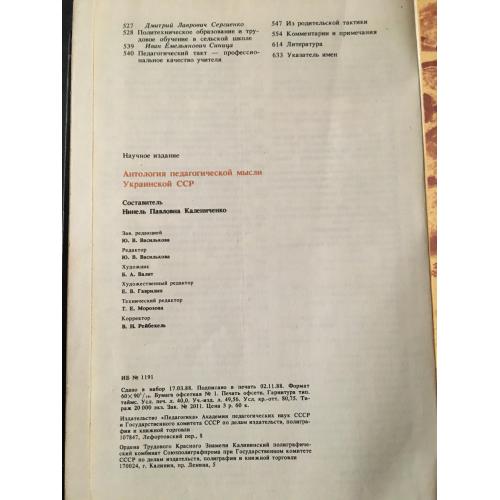 527 Дмитрий Лаврович Сергиенко
528 Политехническое образование и тру-
довое обучение в сельской школе
539 Иван Емельянович Синица
540 Педагогический такт — профессио-
нальное качество учителя
547 Из родительской тактики
554 Комментарии и примечания
614 Литература
633 Указатель имен
Научное издание
Антология педагогической мысли
Украинской ССР
Составитель
Нинель Павловна Калениченко
Зав. редакцией
Ю. В. Василькова
Редактор
Ю. В. Василькова
Художник
Б. А. Валит
Художественный редактор
Е. В. Гаврилин
Технический редактор
Т. Е. Морозова
Корректор
В. Н. Рейбекель
ИБ № 1191
Сдано в набор 17.03.88. Подписано в печать 02.11.88. Формат
60×90¹/₁₆. Бумага офсетная № 1. Печать офсетн. Гарнитура тип.
таймс. Усл. печ. л. 40,0. Уч.-изд. л. 49,56. Усл. кр.-отт. 80,75. Ти-
раж 20 000 экз. Зак. № 2011. Цена 3 р. 60 к.
Издательство «Педагогика» Академии педагогических наук СССР
и Государственного комитета СССР по делам издательств, полигра-
фии и книжной торговли
107847, Лефортовский пер., 8
Ордена Трудового Красного Знамени Калининский полиграфиче-
ский комбинат Союзполиграфпрома при Государственном комитете
СССР по делам издательств, полиграфии и книжной торговли
170024, г. Калинин, пр. Ленина, 5